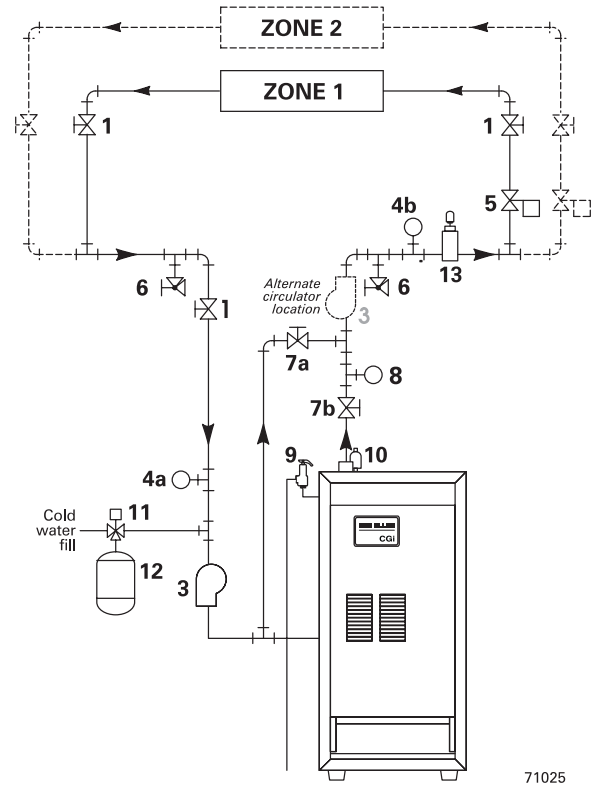 ZONE 2
ZONE 1
1
1
5
4b
13
6
Alternate
circulator
location
3
6
1
7a
8
7b
9
10
4a
11
Cold
water
fill
12
3
CGi
71025